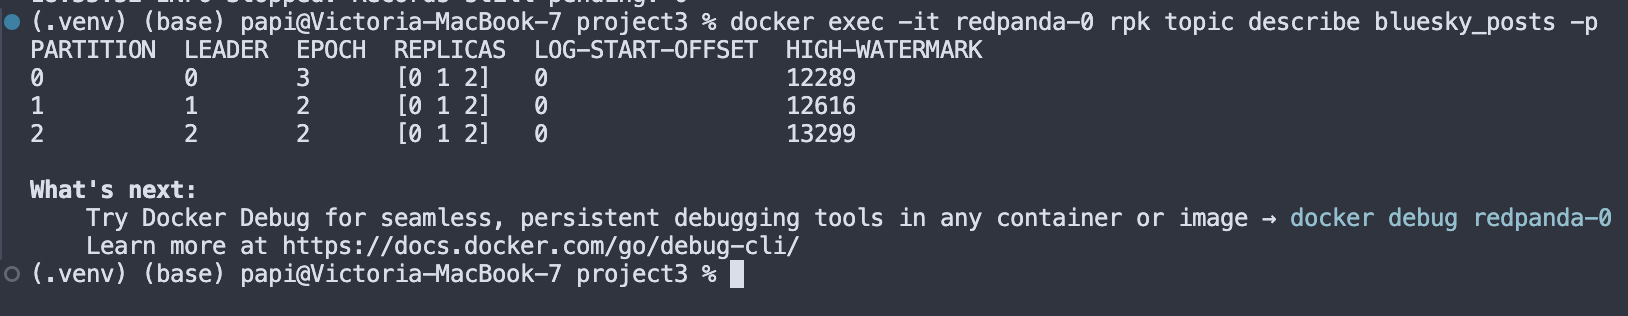 (.venv) (base) papi@Victoria-MacBook-7 project3 % docker exec -it redpanda-0 rpk topic describe bluesky_posts -p
PARTITION  LEADER  EPOCH  REPLICAS  LOG-START-OFFSET  HIGH-WATERMARK
0          0       3      [0 1 2]   0                 12289
1          1       2      [0 1 2]   0                 12616
2          2       2      [0 1 2]   0                 13299

What's next:
    Try Docker Debug for seamless, persistent debugging tools in any container or image → docker debug redpanda-0
    Learn more at https://docs.docker.com/go/debug-cli/
(.venv) (base) papi@Victoria-MacBook-7 project3 %